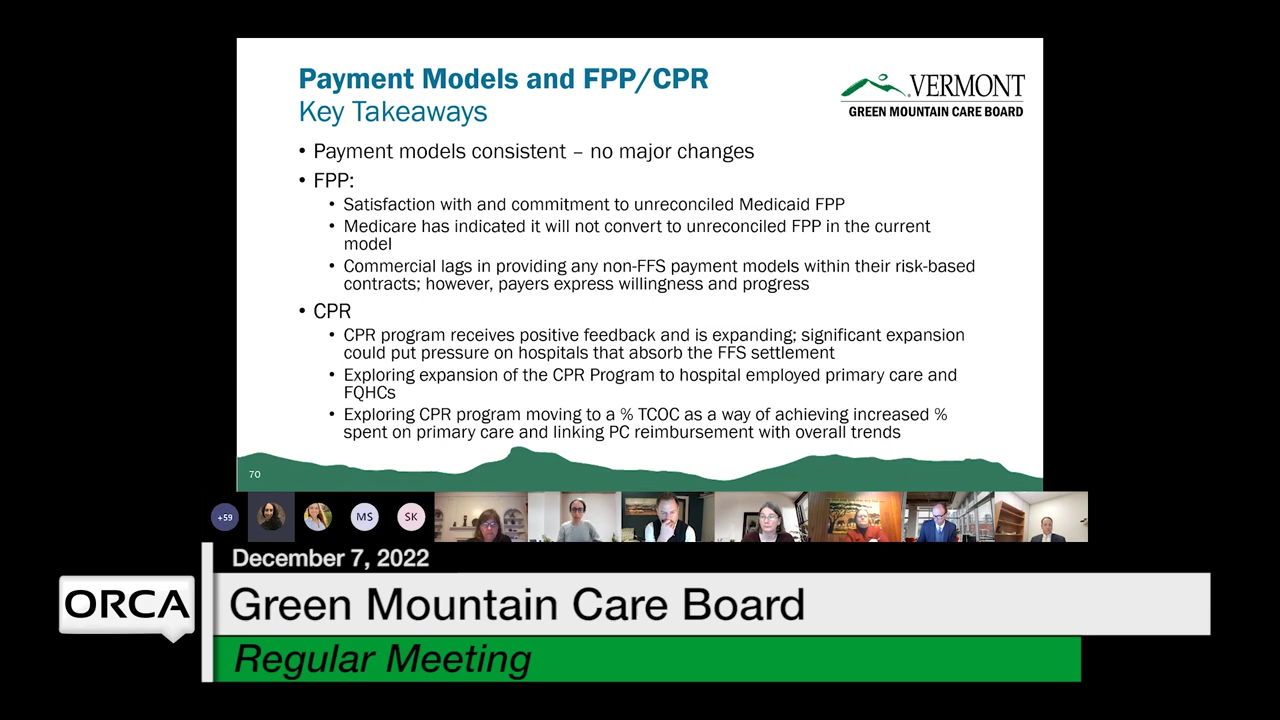 Payment Models and FPP/CPR
Key Takeaways
VERMONT
GREEN MOUNTAIN CARE BOARD
• Payment models consistent – no major changes
• FPP:
• Satisfaction with and commitment to unreconciled Medicaid FPP
• Medicare has indicated it will not convert to unreconciled FPP in the current
model
• Commercial lags in providing any non-FFS payment models within their risk-based
contracts; however, payers express willingness and progress
• CPR
• CPR program receives positive feedback and is expanding; significant expansion
could put pressure on hospitals that absorb the FFS settlement
• Exploring expansion of the CPR Program to hospital employed primary care and
FQHCs
• Exploring CPR program moving to a % TCOC as a way of achieving increased %
spent on primary care and linking PC reimbursement with overall trends
70
+59
MS
SK
December 7, 2022
ORCA
Green Mountain Care Board
Regular Meeting